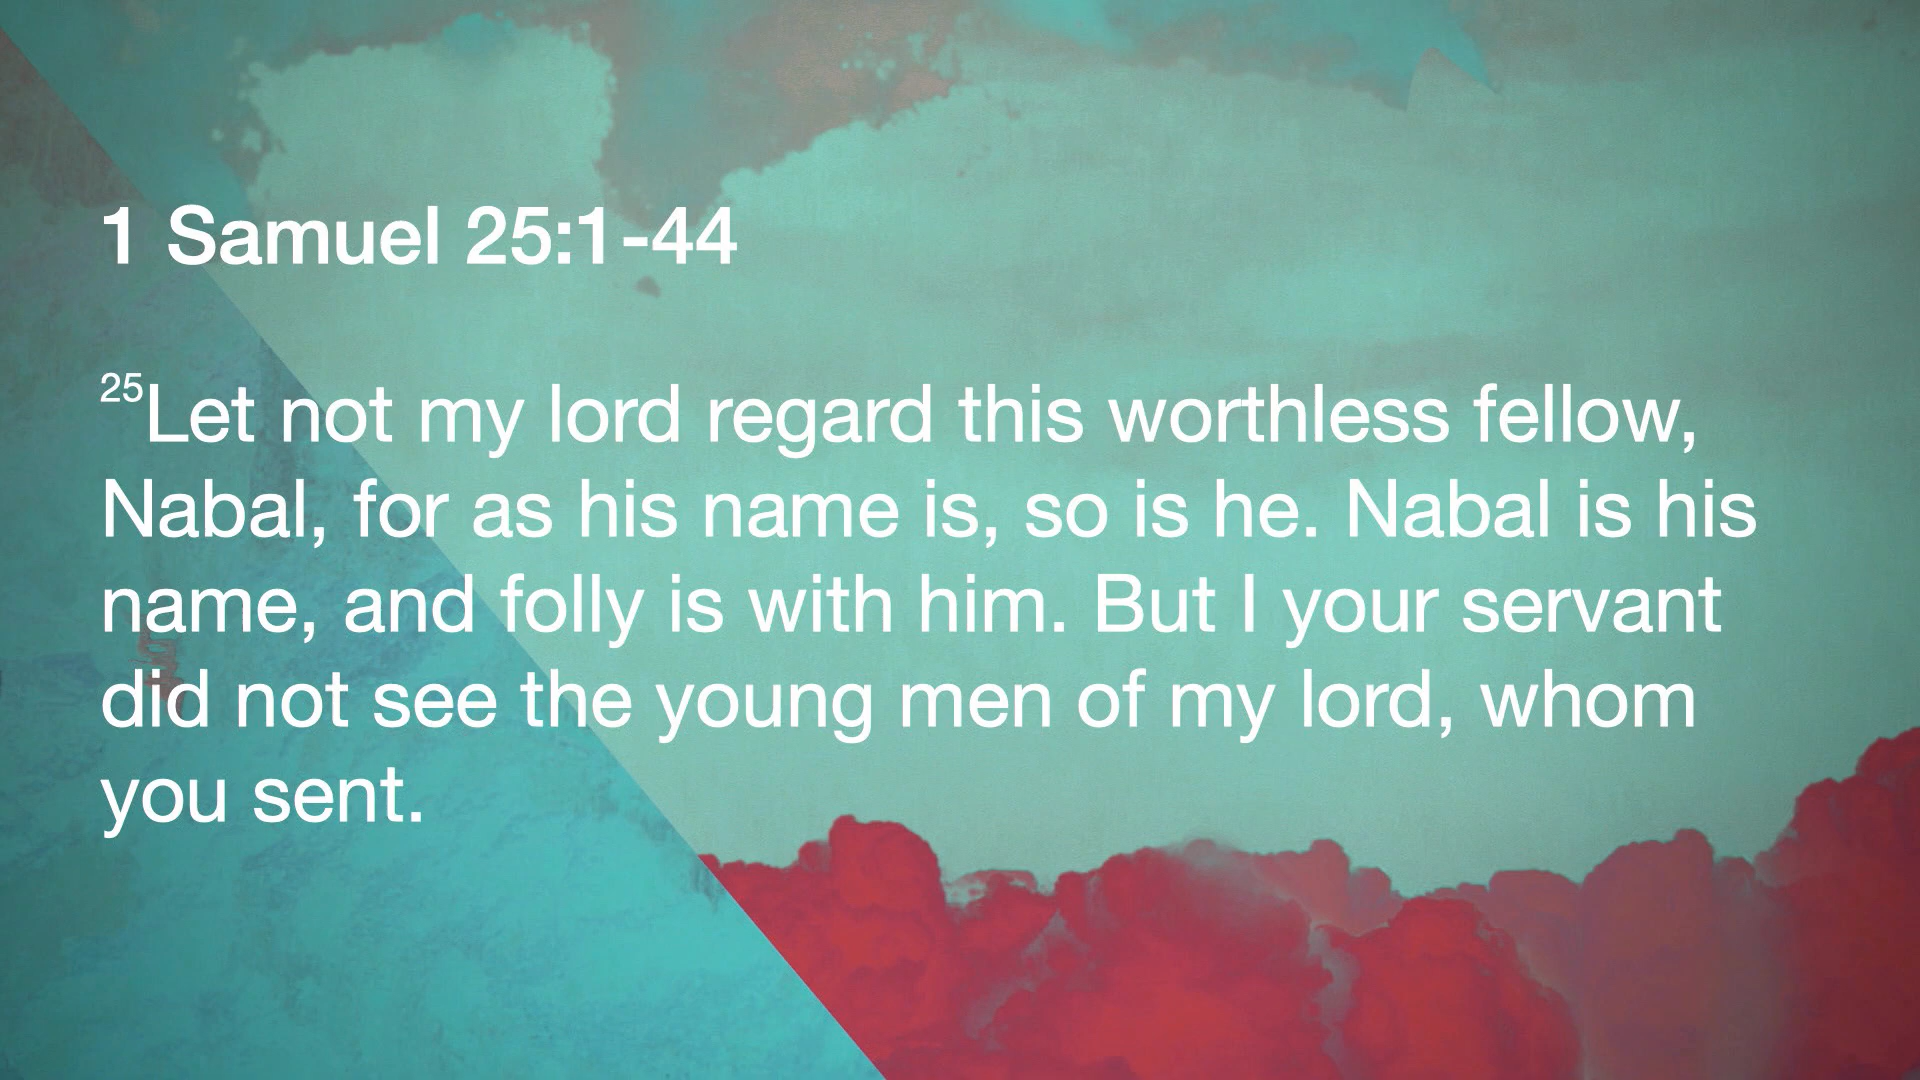 1 Samuel 25:1-44
25Let not my lord regard this worthless fellow,
Nabal, for as his name is, so is he. Nabal is his
name, and folly is with him. But I your servant
did not see the young men of my lord, whom
you sent.